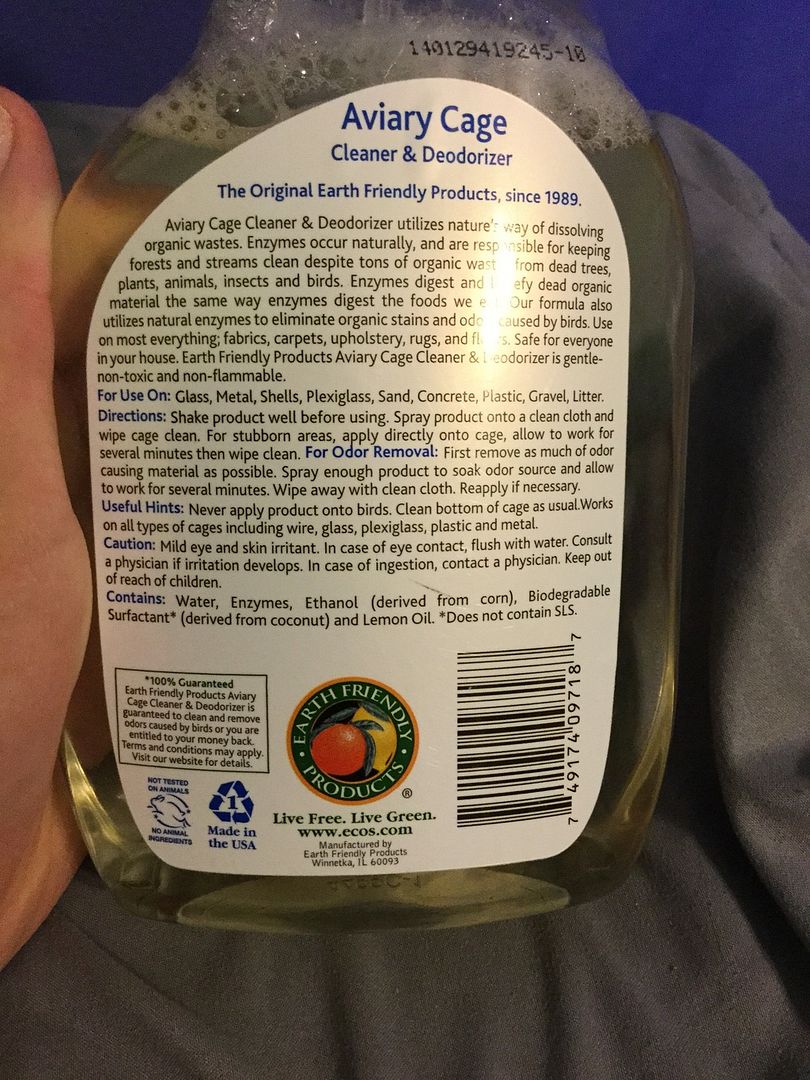 140129419245-10
Aviary Cage
Cleaner & Deodorizer
The Original Earth Friendly Products, since 1989.
Aviary Cage Cleaner & Deodorizer utilizes nature's way of dissolving
organic wastes. Enzymes occur naturally, and are responsible for keeping
forests and streams clean despite tons of organic wast from dead trees,
plants, animals, insects and birds. Enzymes digest and efy dead organic
material the same way enzymes digest the foods we e Our formula also
utilizes natural enzymes to eliminate organic stains and odo caused by birds. Use
on most everything; fabrics, carpets, upholstery, rugs, and fl s. Safe for everyone
in your house. Earth Friendly Products Aviary Cage Cleaner & Deodorizer is gentle-
non-toxic and non-flammable.
For Use On: Glass, Metal, Shells, Plexiglass, Sand, Concrete, Plastic, Gravel, Litter.
Directions: Shake product well before using. Spray product onto a clean cloth and
wipe cage clean. For stubborn areas, apply directly onto cage, allow to work for
several minutes then wipe clean. For Odor Removal: First remove as much of odor
causing material as possible. Spray enough product to soak odor source and allow
to work for several minutes. Wipe away with clean cloth. Reapply if necessary.
Useful Hints: Never apply product onto birds. Clean bottom of cage as usual.Works
on all types of cages including wire, glass, plexiglass, plastic and metal.
Caution: Mild eye and skin irritant. In case of eye contact, flush with water. Consult
a physician if irritation develops. In case of ingestion, contact a physician. Keep out
of reach of children.
Contains: Water, Enzymes, Ethanol (derived from corn), Biodegradable
Surfactant* (derived from coconut) and Lemon Oil. *Does not contain SLS.
*100% Guaranteed
Earth Friendly Products Aviary
Cage Cleaner & Deodorizer is
guaranteed to clean and remove
odors caused by birds or you are
entitled to your money back.
Terms and conditions may apply.
Visit our website for details.
NOT TESTED
ON ANIMALS
NO ANIMAL
INGREDIENTS
1
Made in
the USA
EARTH FRIENDLY
PRODUCTS
®
Live Free. Live Green.
www.ecos.com
Manufactured by
Earth Friendly Products
Winnetka, IL 60093
7 49174 09718 7